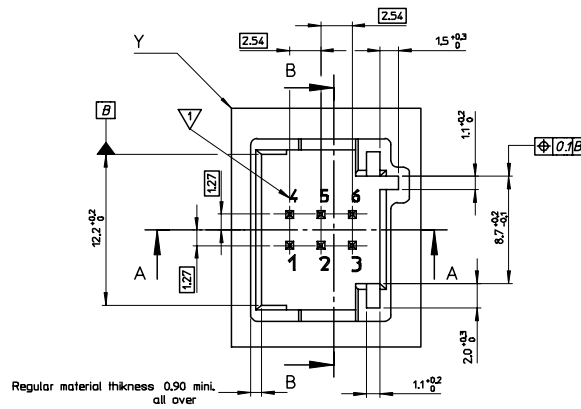 2.54
2.54
1.5 +0.3 0
Y
B
1
B
1.1 +0.2 0
0.1 B
4 5 6
1.27
12.2 +0.2 0
8.7 +0.2 -0.1
1 2 3
A
A
1.27
2.0 +0.3 0
B
1.1 +0.2 0
Regular material thikness 0.90 mini.
all over